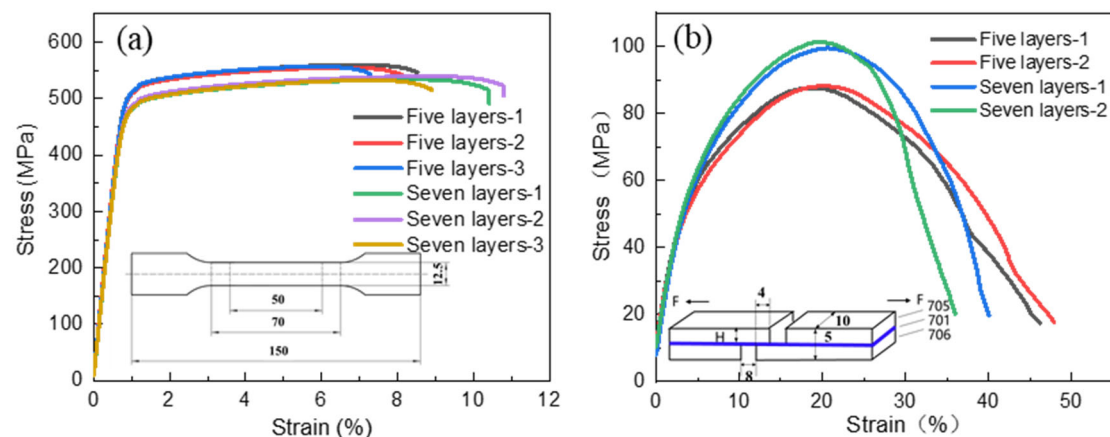 (a)
Stress (MPa)
600
500
400
300
200
100
0
Five layers-1
Five layers-2
Five layers-3
Seven layers-1
Seven layers-2
Seven layers-3
12.5
50
70
150
0 2 4 6 8 10 12
Strain (%)
(b)
Stress (MPa)
100
80
60
40
20
0
Five layers-1
Five layers-2
Seven layers-1
Seven layers-2
F
4
F
705
10
701
H
5
706
8
0 10 20 30 40 50
Strain (%)